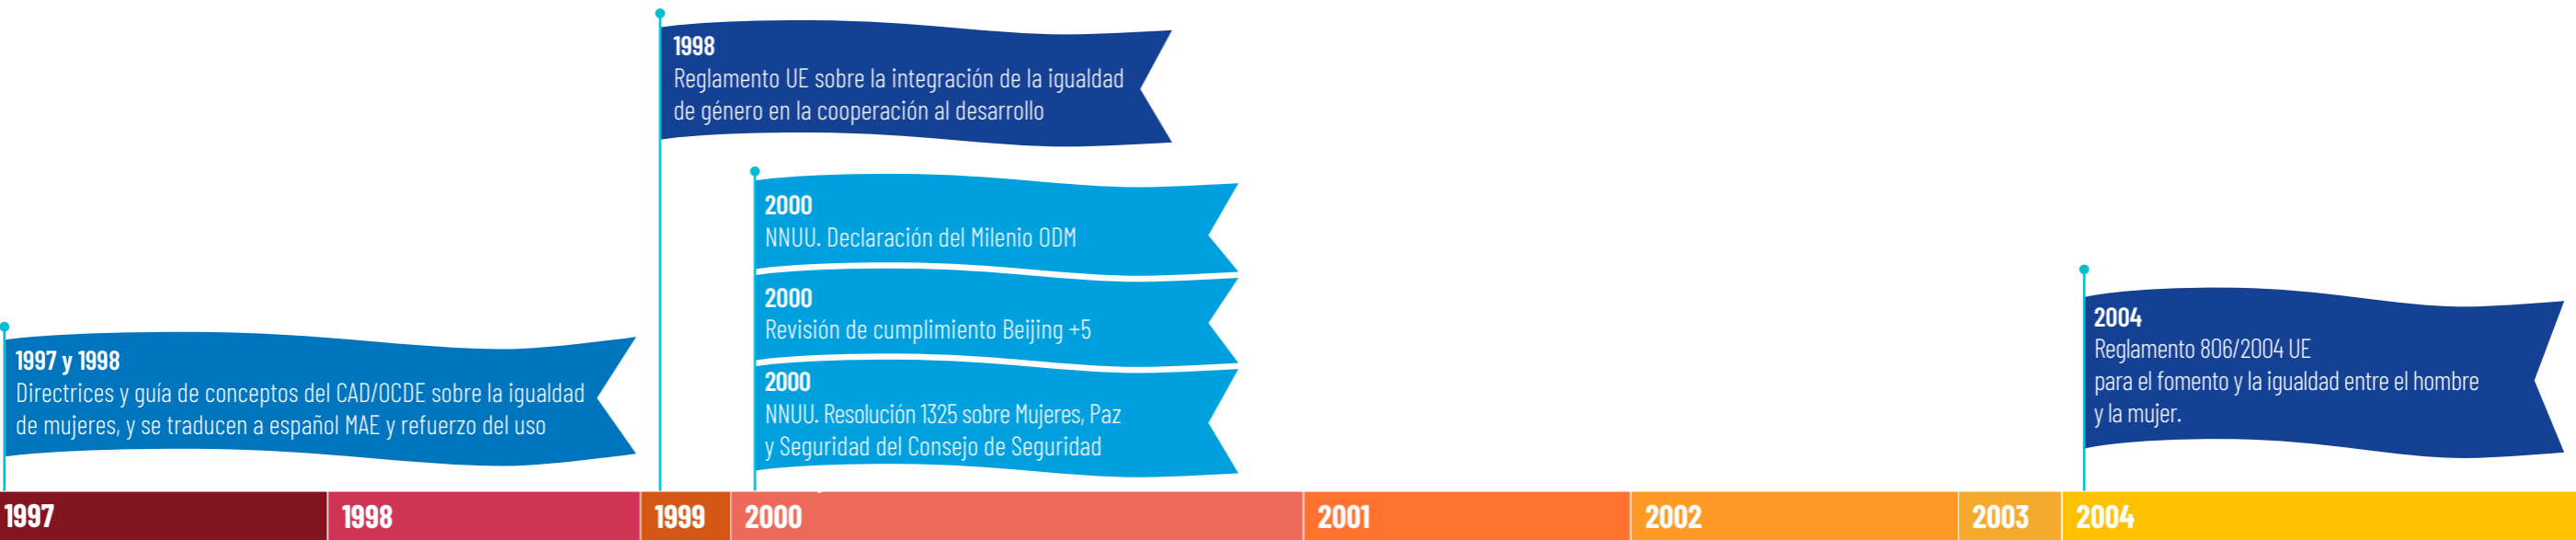 1998
Reglamento UE sobre la integración de la igualdad
de género en la cooperación al desarrollo
2000
NNUU. Declaración del Milenio ODM
2000
Revisión de cumplimiento Beijing +5
2000
NNUU. Resolución 1325 sobre Mujeres, Paz
y Seguridad del Consejo de Seguridad
1997 y 1998
Directrices y guía de conceptos del CAD/OCDE sobre la igualdad
de mujeres, y se traducen a español MAE y refuerzo del uso
2004
Reglamento 806/2004 UE
para el fomento y la igualdad entre el hombre
y la mujer.
1997
1998
1999
2000
2001
2002
2003
2004